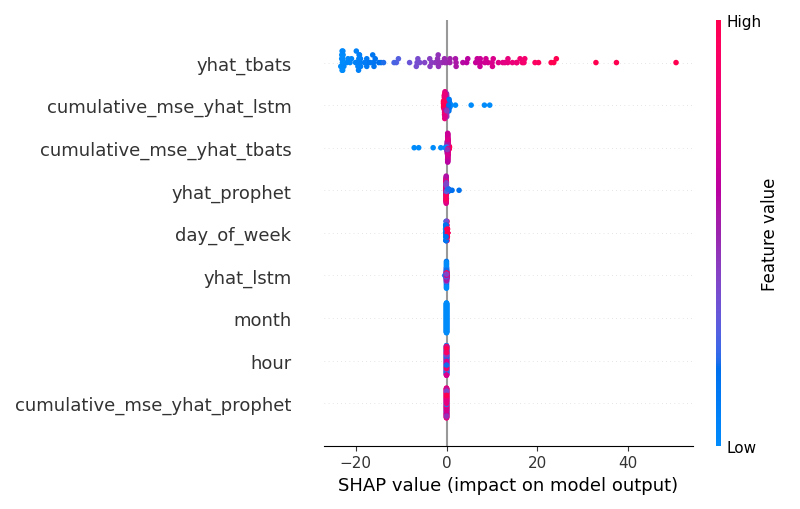 High
yhat_tbats
cumulative_mse_yhat_lstm
cumulative_mse_yhat_tbats
yhat_prophet
day_of_week
yhat_lstm
month
hour
cumulative_mse_yhat_prophet
Feature value
Low
−20 0 20 40
SHAP value (impact on model output)